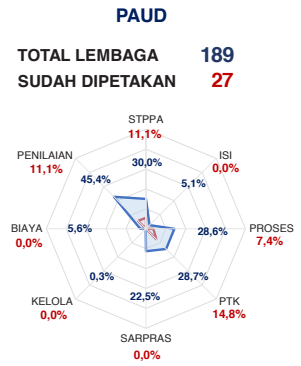 PAUD
TOTAL LEMBAGA 189
SUDAH DIPETAKAN 27
STPPA
11,1%
PENILAIAN
11,1%
ISI
0,0%
30,0%
45,4%
5,1%
BIAYA
0,0%
5,6%
28,6%
PROSES
7,4%
0,3%
28,7%
KELOLA
0,0%
22,5%
PTK
14,8%
SARPRAS
0,0%